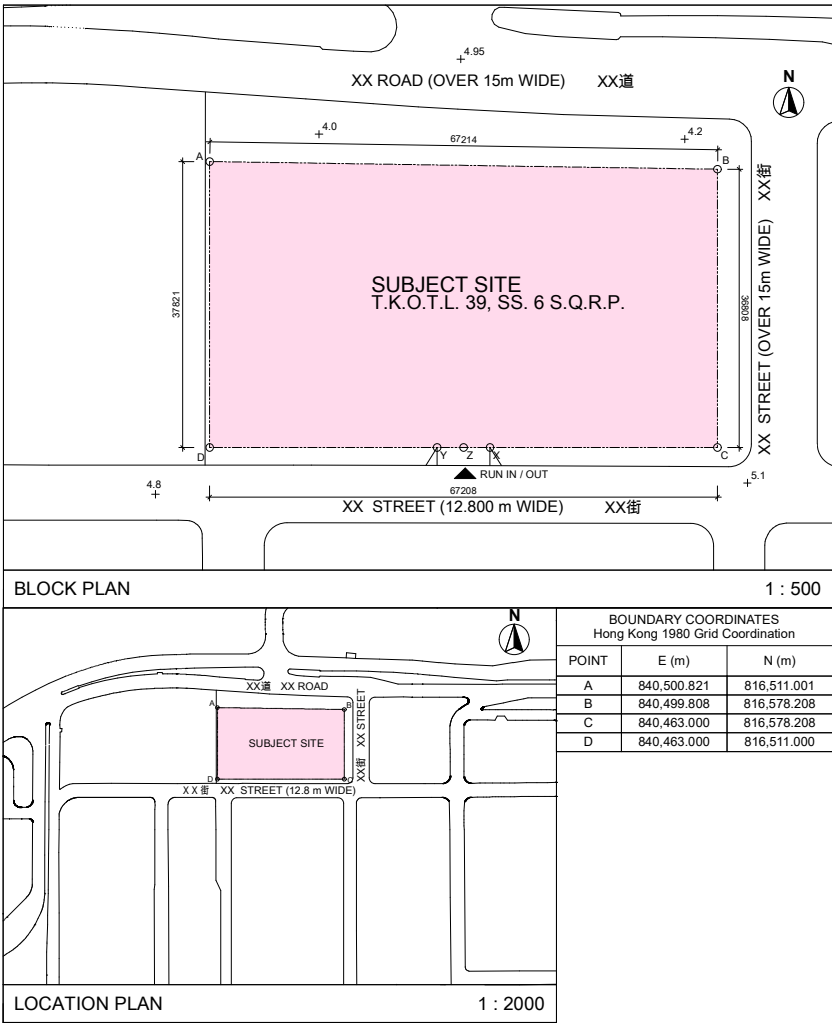 4.95
XX ROAD (OVER 15m WIDE) XX道
N
4.0
67214
4.2
A
B
XX STREET (OVER 15m WIDE) XX街
37821
SUBJECT SITE
T.K.O.T.L. 39, SS. 6 S.Q.R.P.
36808
D
Y
Z
X
C
RUN IN / OUT
4.8
67208
5.1
XX STREET (12.800 m WIDE) XX街
BLOCK PLAN
1 : 500
N
XX道 XX ROAD
A
B
SUBJECT SITE
XX街 XX STREET
D
C
XX街 XX STREET (12.8 m WIDE)
LOCATION PLAN
1 : 2000
BOUNDARY COORDINATES
Hong Kong 1980 Grid Coordination
POINT E (m) N (m)
A 840,500.821 816,511.001
B 840,499.808 816,578.208
C 840,463.000 816,578.208
D 840,463.000 816,511.000